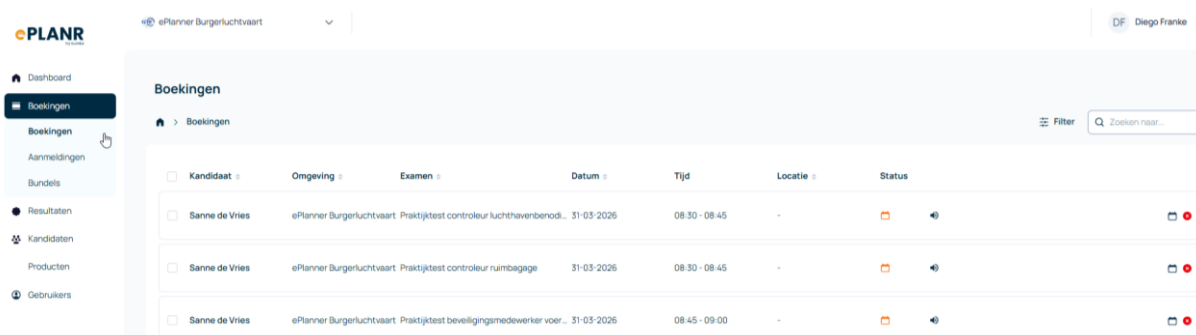 ePLANR
ePlanner Burgerluchtvaart
DF Diego Franke
Dashboard
Boekingen
Boekingen
Aanmeldingen
Bundels
Resultaten
Kandidaten
Producten
Gebruikers
Boekingen
> Boekingen
Filter
Zoeken naar...
Kandidaat Omgeving Examen Datum Tijd Locatie Status
Sanne de Vries ePlanner Burgerluchtvaart Praktijktest controleur luchthavenbenodi... 31-03-2026 08:30 - 08:45 -
Sanne de Vries ePlanner Burgerluchtvaart Praktijktest controleur ruimbagage 31-03-2026 08:30 - 08:45 -
Sanne de Vries ePlanner Burgerluchtvaart Praktijktest beveiligingsmedewerker voer... 31-03-2026 08:45 - 09:00 -